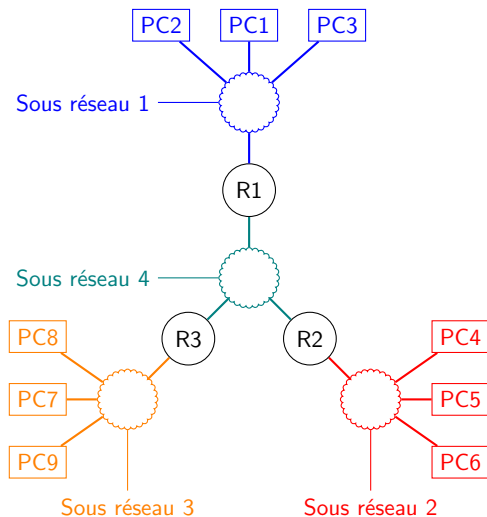 PC2
PC1
PC3
Sous réseau 1
R1
Sous réseau 4
PC8
R3
R2
PC4
PC7
PC5
PC9
PC6
Sous réseau 3
Sous réseau 2